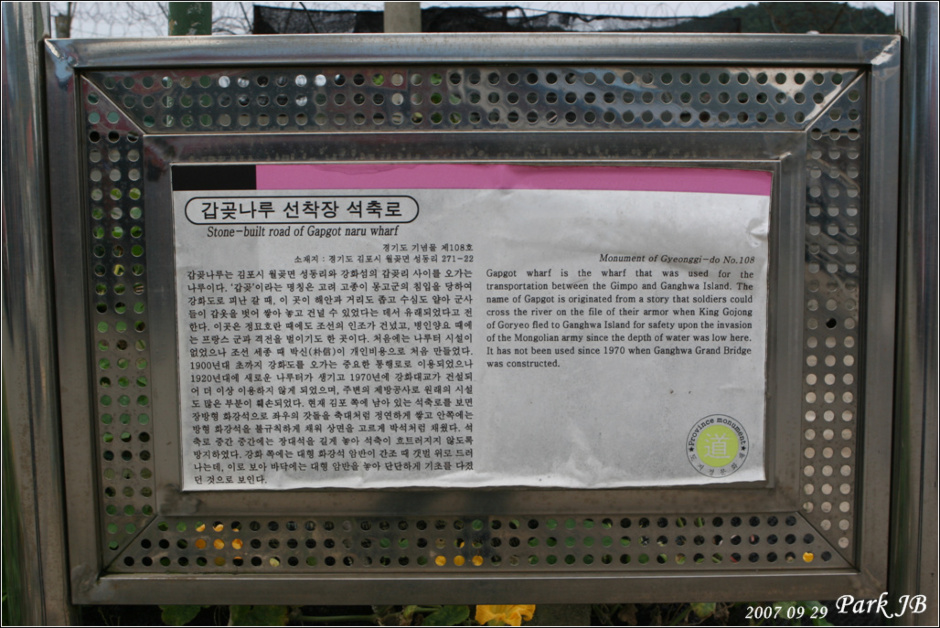 갑곶나루 선착장 석축로
Stone-built road of Gapgot naru wharf
경기도 기념물 제108호
소재지 : 경기도 김포시 월곶면 성동리 271-22
갑곶나루는 김포시 월곶면 성동리와 강화섬의 갑곶리 사이를 오가는
나루이다. '갑곶'이라는 명칭은 고려 고종이 몽고군의 침입을 당하여
강화도로 피난 갈 때, 이 곳이 해안과 거리도 좁고 수심도 얕아 군사
들이 갑옷을 벗어 쌓아 놓고 건널 수 있었다는 데서 유래되었다고 전
한다. 이곳은 정묘호란 때에도 조선의 인조가 건넜고, 병인양요 때에
는 프랑스 군과 격전을 벌이기도 한 곳이다. 처음에는 나루터 시설이
없었으나 조선 세종 때 박신(朴信)이 개인비용으로 처음 만들었다.
1900년대 초까지 강화도를 오가는 중요한 통행로로 이용되었으나
1920년대에 새로운 나루터가 생기고 1970년에 강화대교가 건설되
어 더 이상 이용하지 않게 되었으며, 주변의 제방공사로 원래의 시설
도 많은 부분이 훼손되었다. 현재 김포 쪽에 남아 있는 석축로를 보면
장방형 화강석으로 좌우의 갓돌을 축대처럼 정연하게 쌓고 안쪽에는
방형 화강석을 불규칙하게 채워 상면을 고르게 박석처럼 채웠다. 석
축로 중간 중간에는 장대석을 길게 놓아 석축이 흐트러지지 않도록
방지하였다. 강화 쪽에는 대형 화강석 암반이 간조 때 갯벌 위로 드러
나는데, 이로 보아 바닥에는 대형 암반을 놓아 단단하게 기초를 다졌
던 것으로 보인다.
Monument of Gyeonggi-do No.108
Gapgot wharf is the wharf that was used for the
transportation between the Gimpo and Ganghwa Island. The
name of Gapgot is originated from a story that soldiers could
cross the river on the file of their armor when King Gojong
of Goryeo fled to Ganghwa Island for safety upon the invasion
of the Mongolian army since the depth of water was low here.
It has not been used since 1970 when Ganghwa Grand Bridge
was constructed.
Province monument
道
2007 09 29 Park JB